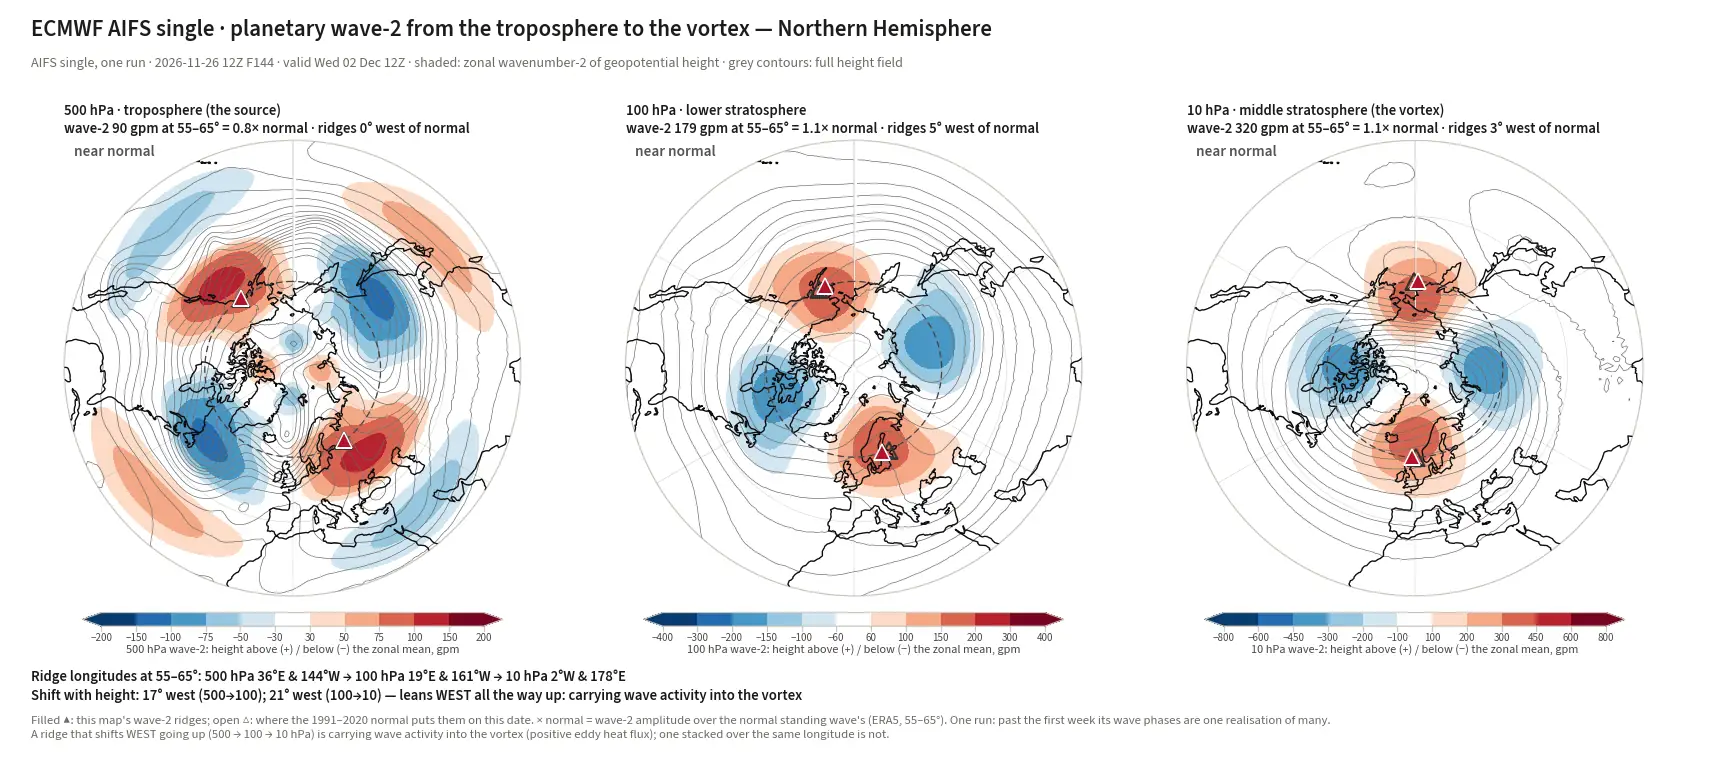 ECMWF AIFS single · planetary wave-2 from the troposphere to the vortex — Northern Hemisphere
AIFS single, one run · 2026-11-26 12Z F144 · valid Wed 02 Dec 12Z · shaded: zonal wavenumber-2 of geopotential height · grey contours: full height field
500 hPa · troposphere (the source)
wave-2 90 gpm at 55–65° = 0.8× normal · ridges 0° west of normal
near normal
100 hPa · lower stratosphere
wave-2 179 gpm at 55–65° = 1.1× normal · ridges 5° west of normal
near normal
10 hPa · middle stratosphere (the vortex)
wave-2 320 gpm at 55–65° = 1.1× normal · ridges 3° west of normal
near normal
−200 −150 −100 −75 −50 −30 30 50 75 100 150 200
500 hPa wave-2: height above (+) / below (−) the zonal mean, gpm
−400 −300 −200 −150 −100 −60 60 100 150 200 300 400
100 hPa wave-2: height above (+) / below (−) the zonal mean, gpm
−800 −600 −450 −300 −200 −100 100 200 300 450 600 800
10 hPa wave-2: height above (+) / below (−) the zonal mean, gpm
Ridge longitudes at 55–65°: 500 hPa 36°E & 144°W → 100 hPa 19°E & 161°W → 10 hPa 2°W & 178°E
Shift with height: 17° west (500→100); 21° west (100→10) — leans WEST all the way up: carrying wave activity into the vortex
Filled ▲: this map's wave-2 ridges; open △: where the 1991–2020 normal puts them on this date. × normal = wave-2 amplitude over the normal standing wave's (ERA5, 55–65°). One run: past the first week its wave phases are one realisation of many.
A ridge that shifts WEST going up (500 → 100 → 10 hPa) is carrying wave activity into the vortex (positive eddy heat flux); one stacked over the same longitude is not.